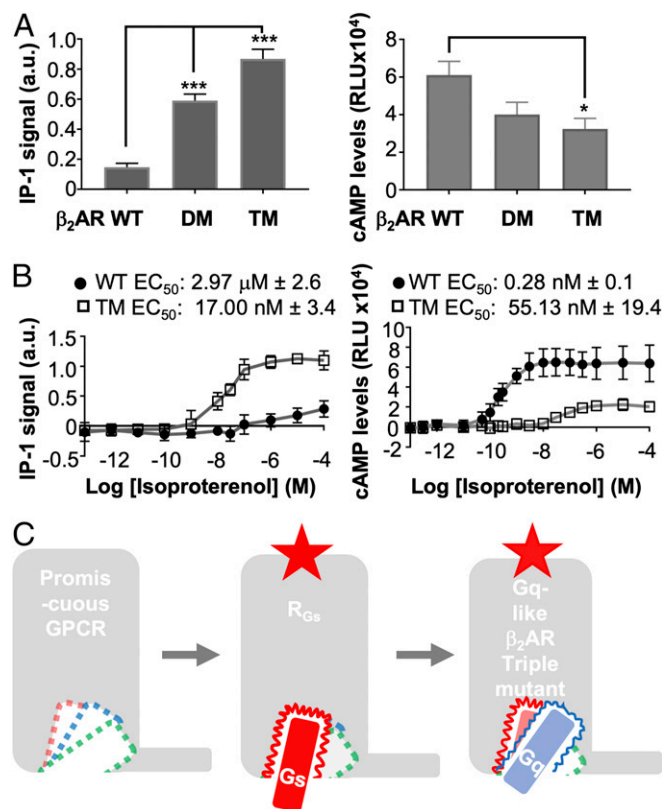 A
IP-1 signal (a.u.)
1.0
0.8
0.6
0.4
0.2
0
***
***
β₂AR WT DM TM
cAMP levels (RLUx10⁴)
8
6
4
2
0
*
β₂AR WT DM TM
B
WT EC₅₀: 2.97 μM ± 2.6
TM EC₅₀: 17.00 nM ± 3.4
IP-1 signal (a.u.)
1.5
1.0
0.5
0
-0.5
-12 -10 -8 -6 -4
Log [Isoproterenol] (M)
WT EC₅₀: 0.28 nM ± 0.1
TM EC₅₀: 55.13 nM ± 19.4
cAMP levels (RLU x10⁴)
8
6
4
2
0
-2
-12 -10 -8 -6 -4
Log [Isoproterenol] (M)
C
Promis
-cuous
GPCR
R_Gs
Gs
Gq-
like
β₂AR
Triple
mutant
Gq